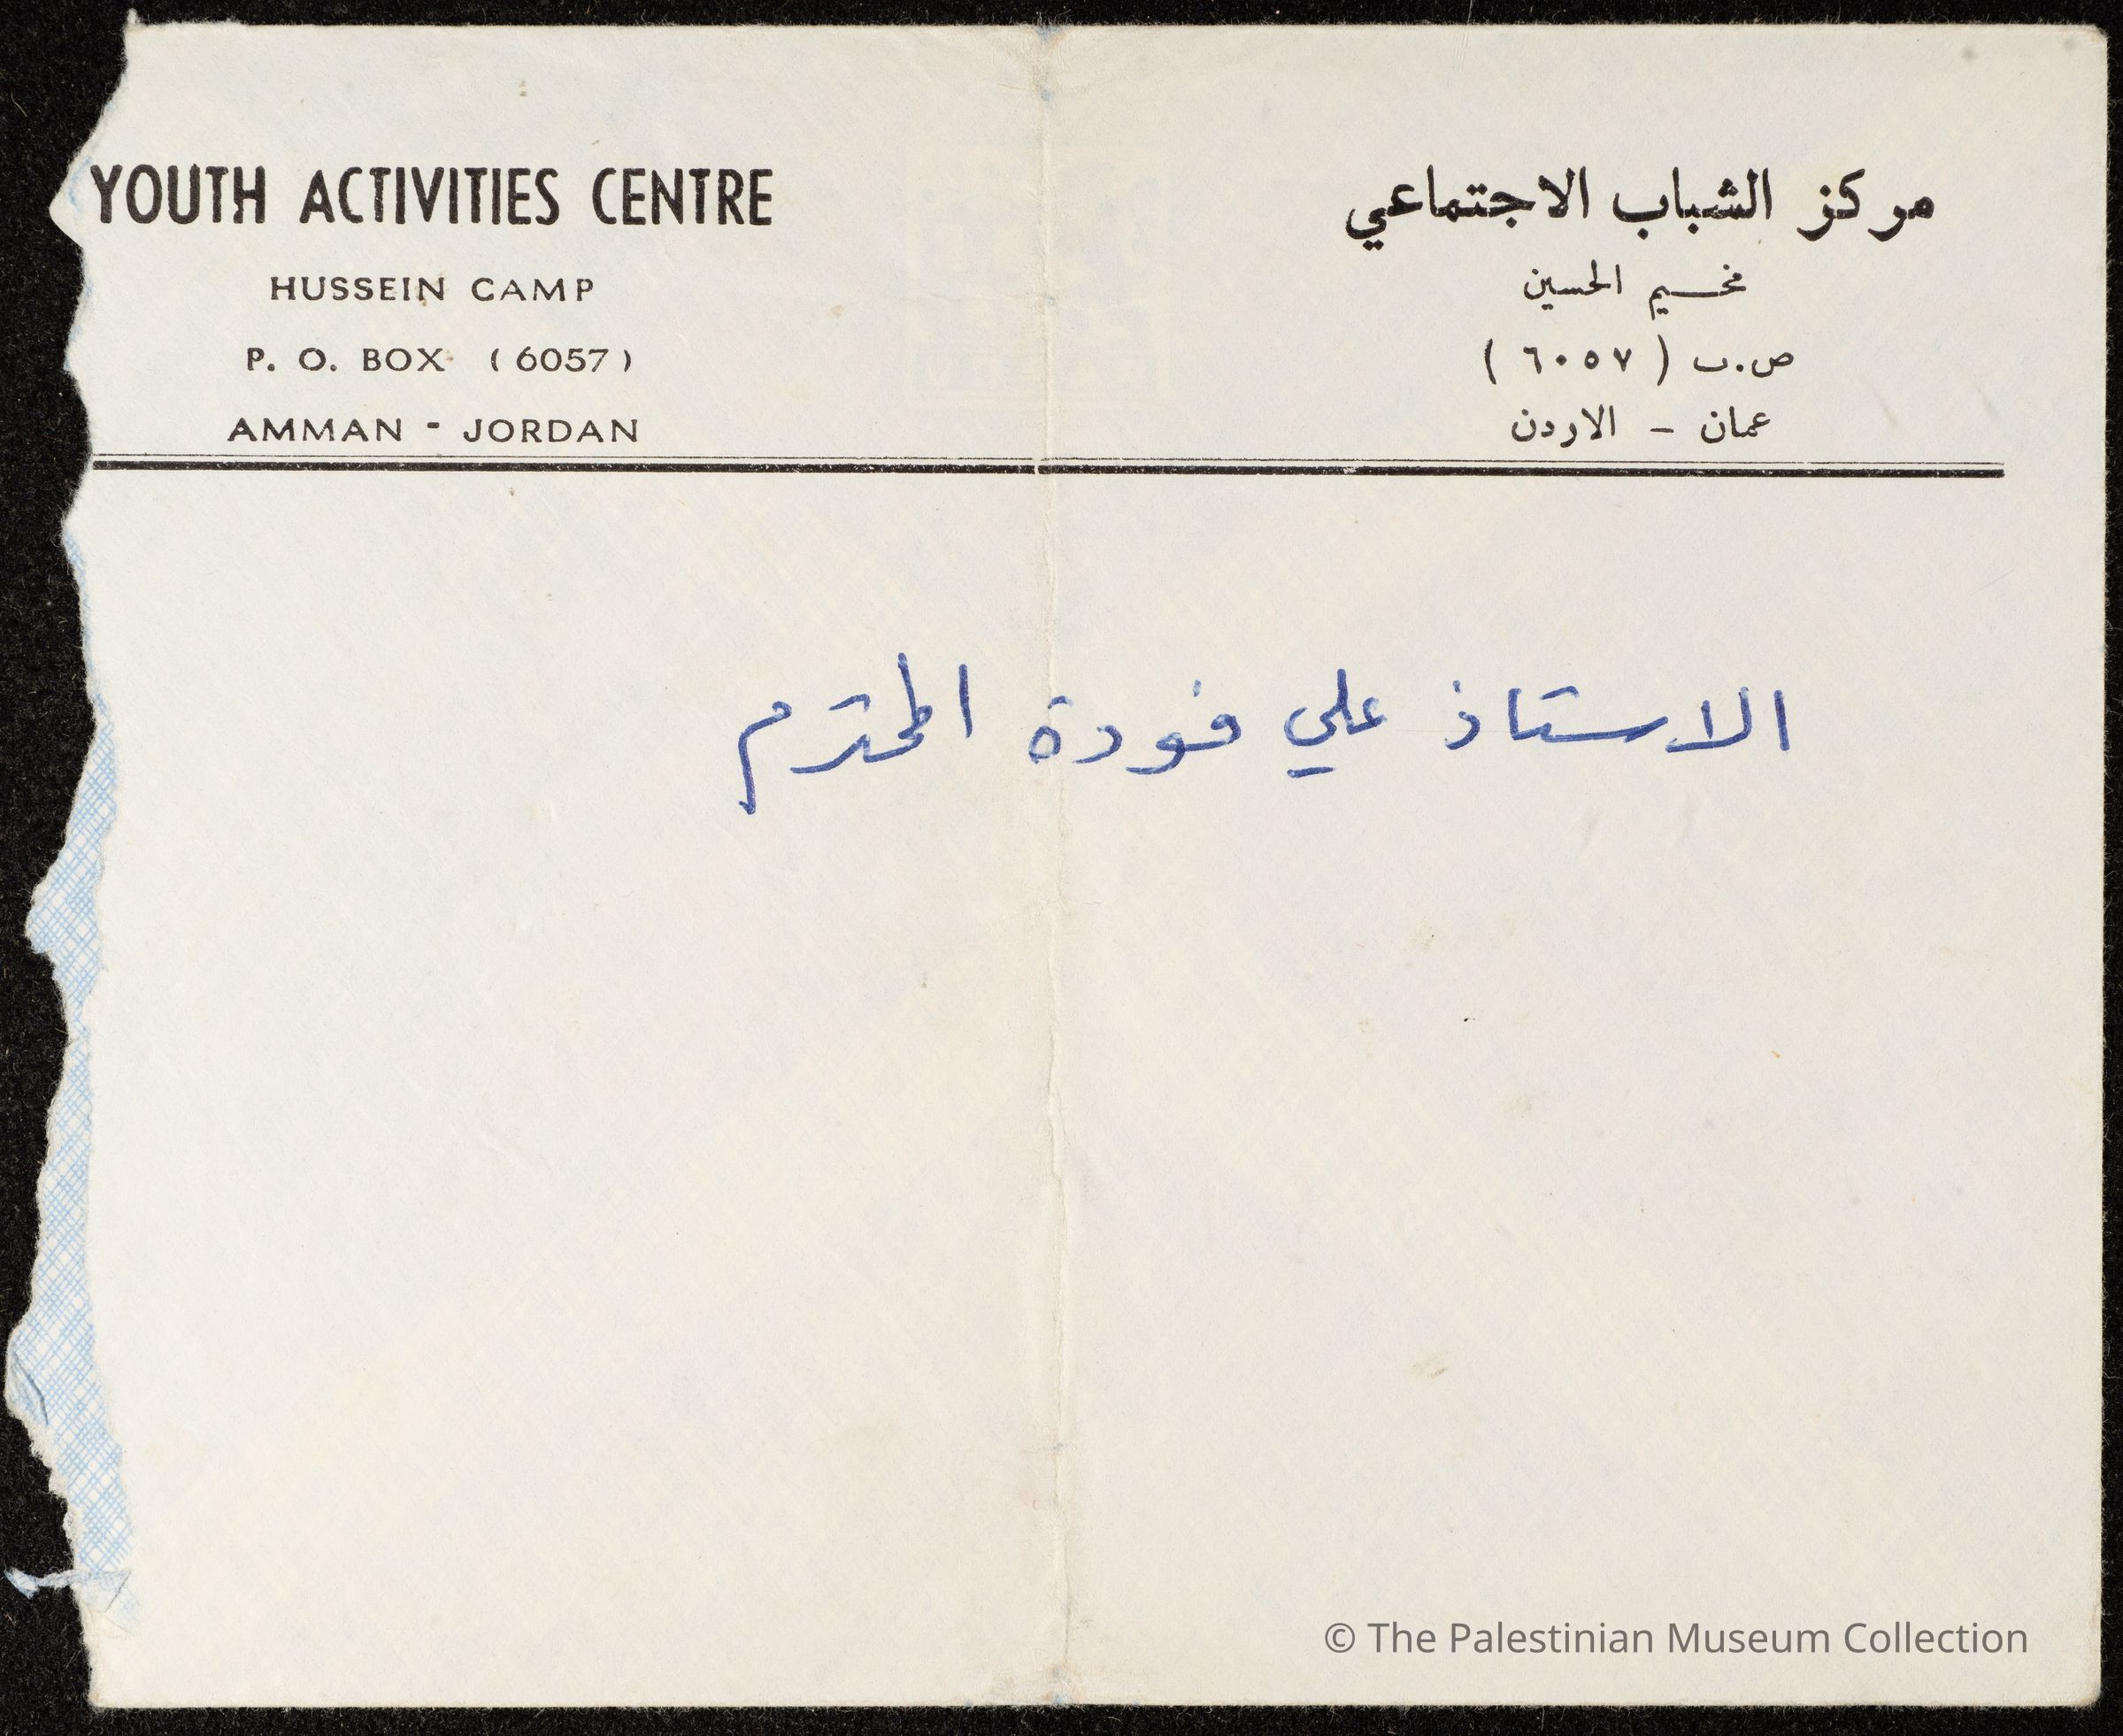 YOUTH ACTIVITIES CENTRE
HUSSEIN CAMP
P. O. BOX (6057)
AMMAN - JORDAN
مركز الشباب الاجتماعي
مخيم الحسين
ص.ب (٦٠٥٧)
عمان - الاردن
الاستاذ علي فودة المحترم
© The Palestinian Museum Collection